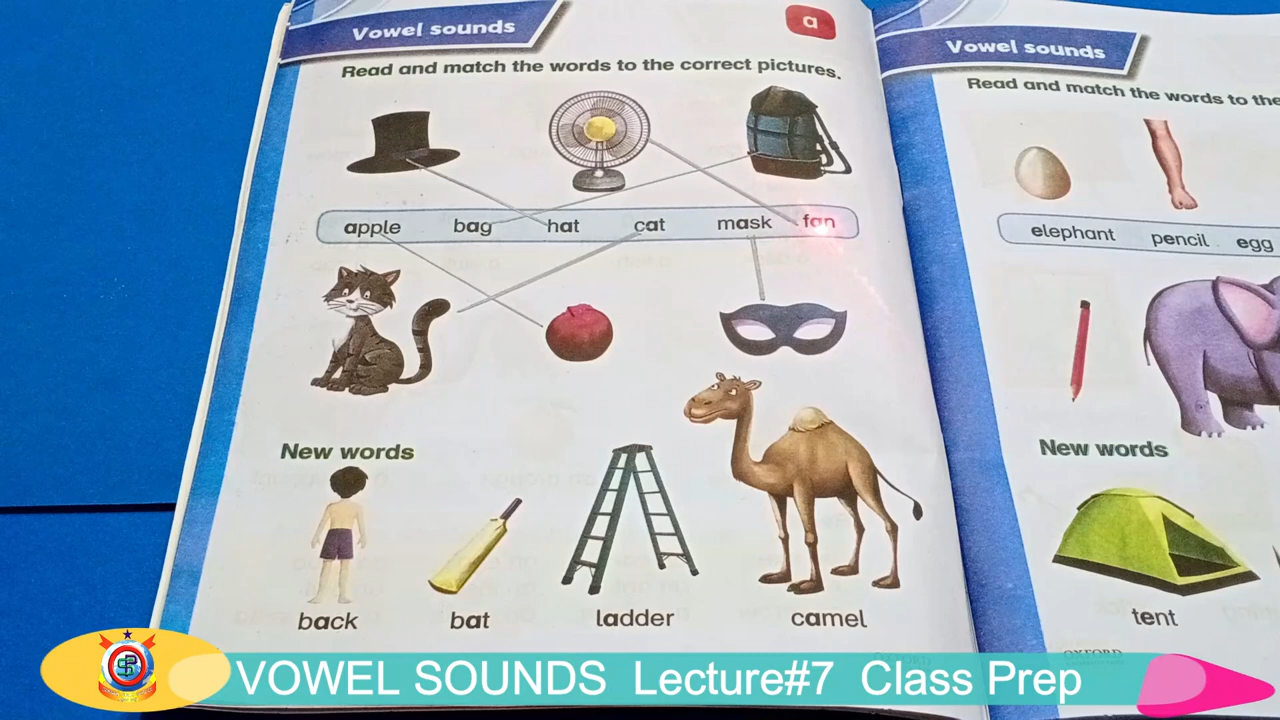 Vowel sounds
a
Read and match the words to the correct pictures.
apple bag hat cat mask fan
New words
back bat ladder camel
Vowel sounds
Read and match the words to the
elephant pencil egg
New words
tent
OXFORD
VOWEL SOUNDS Lecture#7 Class Prep